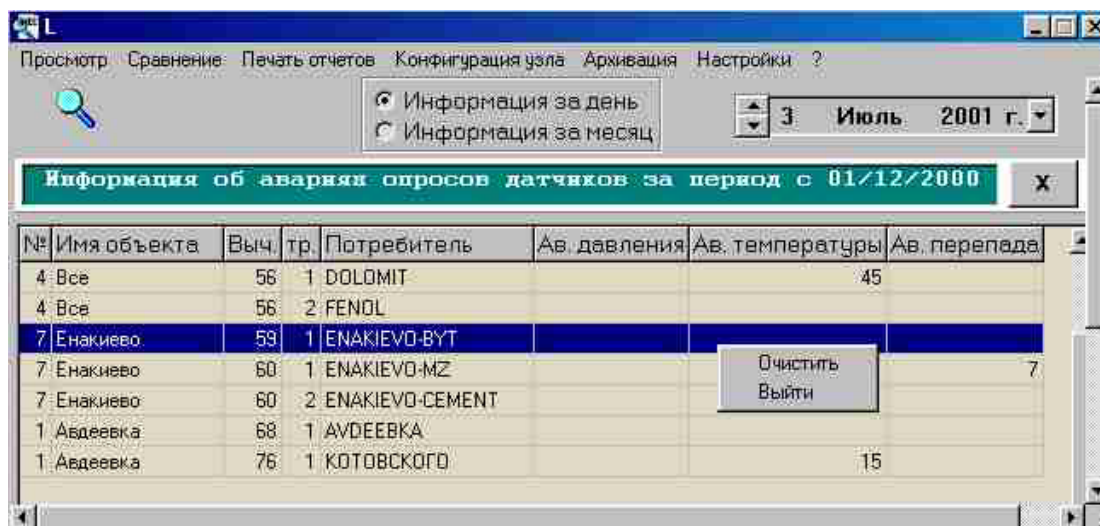 L
Просмотр Сравнение Печать отчетов Конфигурация узла Архивация Настройки ?
Информация за день
Информация за месяц
3 Июль 2001 г.
Информация об авариях опросов датчиков за период с 01/12/2000
X
№ Имя объекта Выч. тр. Потребитель Ав. давления Ав. температуры Ав. перепада
4 Все 56 1 DOLOMIT 45
4 Все 56 2 FENOL
7 Енакиево 59 1 ENAKIEVO-BYT
7 Енакиево 60 1 ENAKIEVO-MZ 7
7 Енакиево 60 2 ENAKIEVO-CEMENT
1 Авдеевка 68 1 AVDEEBKA
1 Авдеевка 76 1 КОТОВСКОГО 15
Очистить
Выйти